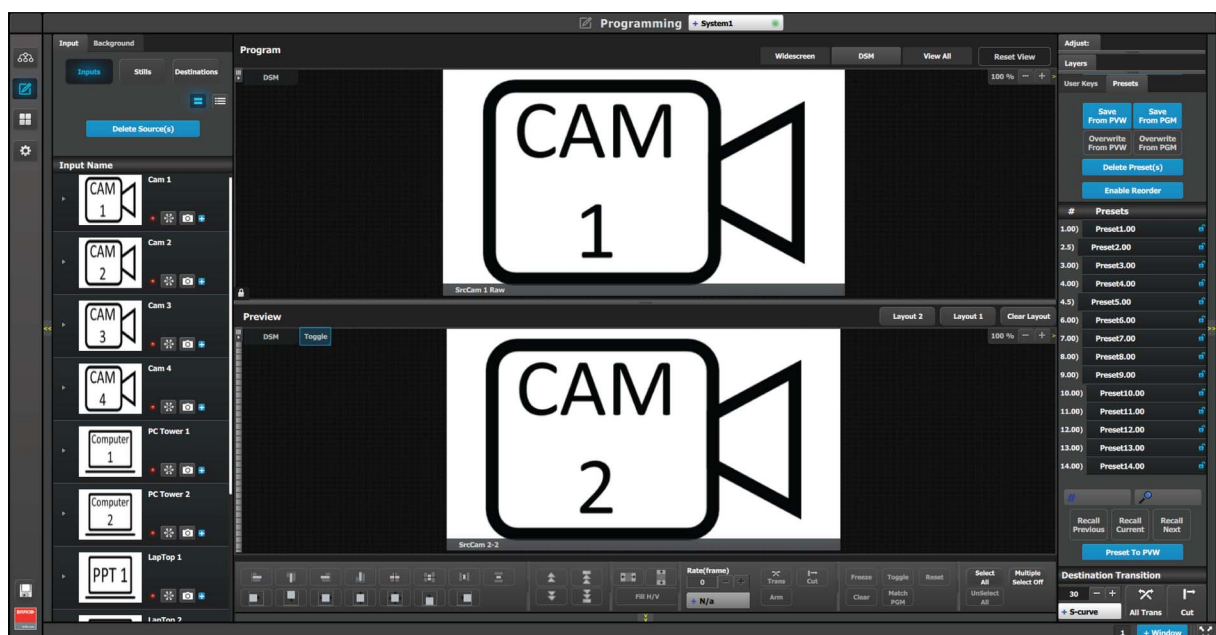 Programming + System1
Input Background
Inputs Stills Destinations
Delete Source(s)
Input Name
CAM 1 Cam 1
CAM 2 Cam 2
CAM 3 Cam 3
CAM 4 Cam 4
Computer 1 PC Tower 1
Computer 2 PC Tower 2
PPT 1 LapTop 1
LapTop 2
<<
Program
Widescreen DSM View All Reset View
DSM
100 % − +
>
CAM
1
SrcCam 1 Raw
Preview
Layout 2 Layout 1 Clear Layout
DSM Toggle
100 % − +
>
CAM
2
SrcCam 2-2
Fill H/V
Rate(frame)
0 − +
+ N/a
Trans Cut
Arm
Freeze Toggle Reset
Clear Match PGM
Select All Multiple Select Off
UnSelect All
Adjust:
Layers
User Keys Presets
Save From PVW Save From PGM
Overwrite From PVW Overwrite From PGM
Delete Preset(s)
Enable Reorder
# Presets
1.00) Preset1.00
2.5) Preset2.00
3.00) Preset3.00
4.00) Preset4.00
4.5) Preset5.00
6.00) Preset6.00
7.00) Preset7.00
8.00) Preset8.00
9.00) Preset9.00
10.00) Preset10.00
11.00) Preset11.00
12.00) Preset12.00
13.00) Preset13.00
14.00) Preset14.00
>>
#
Recall Previous Recall Current Recall Next
Preset To PVW
Destination Transition
30 − +
+ S-curve All Trans Cut
BARCO
1 + Window